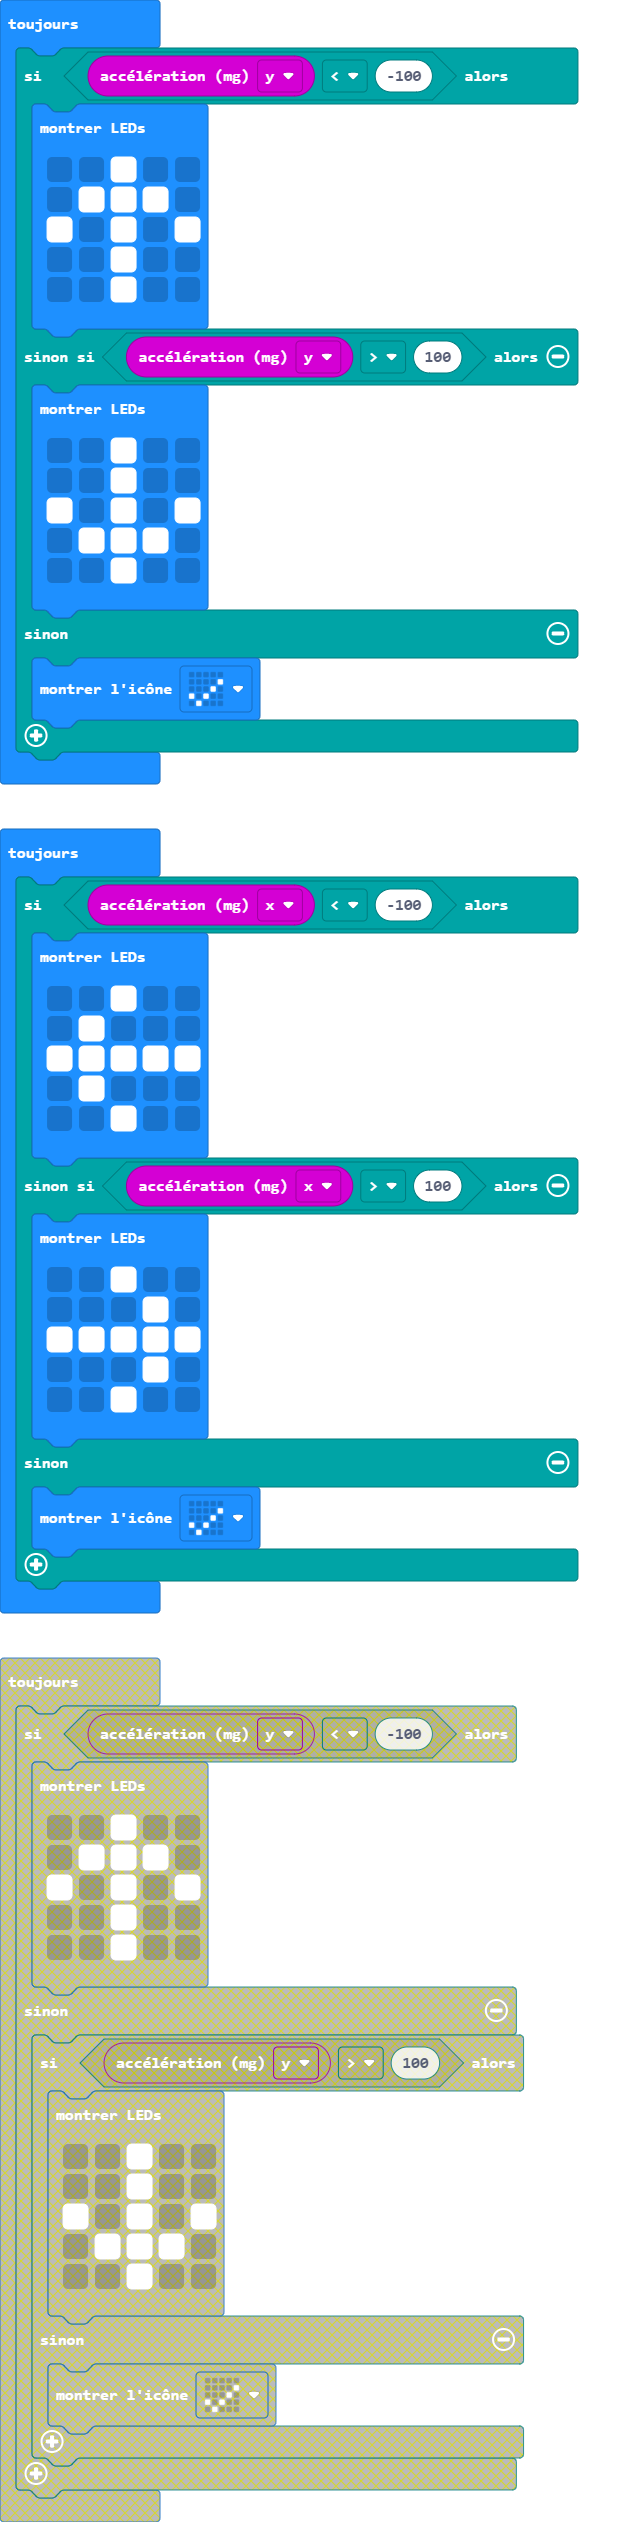 toujours
si accélération (mg) y < -100 alors
montrer LEDs
sinon si accélération (mg) y > 100 alors
montrer LEDs
sinon
montrer l'icône
toujours
si accélération (mg) x < -100 alors
montrer LEDs
sinon si accélération (mg) x > 100 alors
montrer LEDs
sinon
montrer l'icône
toujours
si accélération (mg) y < -100 alors
montrer LEDs
sinon
si accélération (mg) y > 100 alors
montrer LEDs
sinon
montrer l'icône